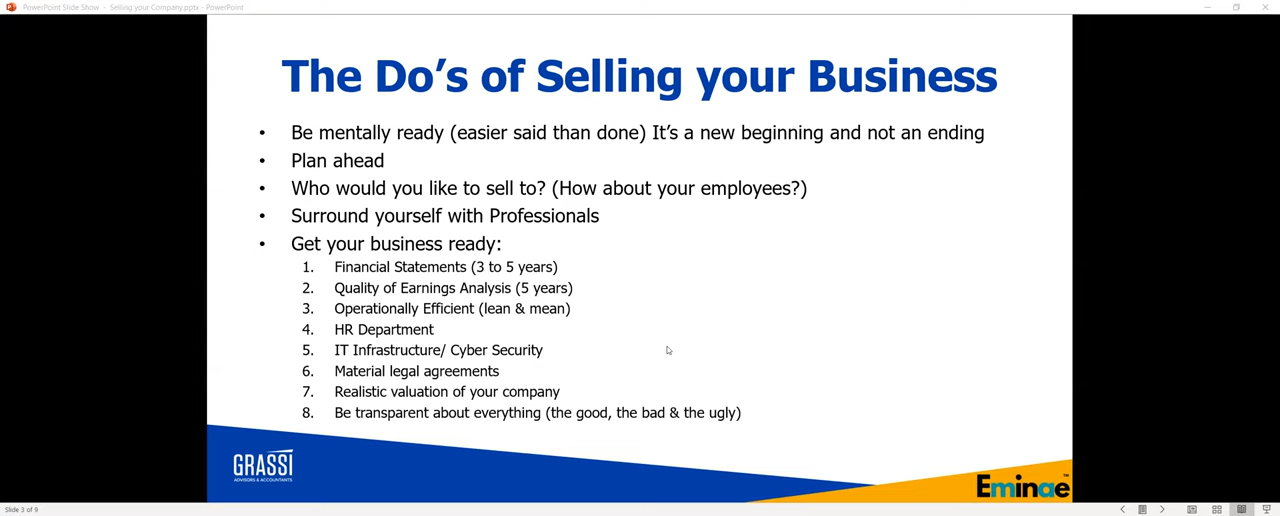 PowerPoint Slide Show - Selling your Company.pptx - PowerPoint
The Do’s of Selling your Business
• Be mentally ready (easier said than done) It’s a new beginning and not an ending
• Plan ahead
• Who would you like to sell to? (How about your employees?)
• Surround yourself with Professionals
• Get your business ready:
1. Financial Statements (3 to 5 years)
2. Quality of Earnings Analysis (5 years)
3. Operationally Efficient (lean & mean)
4. HR Department
5. IT Infrastructure/ Cyber Security
6. Material legal agreements
7. Realistic valuation of your company
8. Be transparent about everything (the good, the bad & the ugly)
GRASSI
ADVISORS & ACCOUNTANTS
Eminae™
Slide 3 of 9